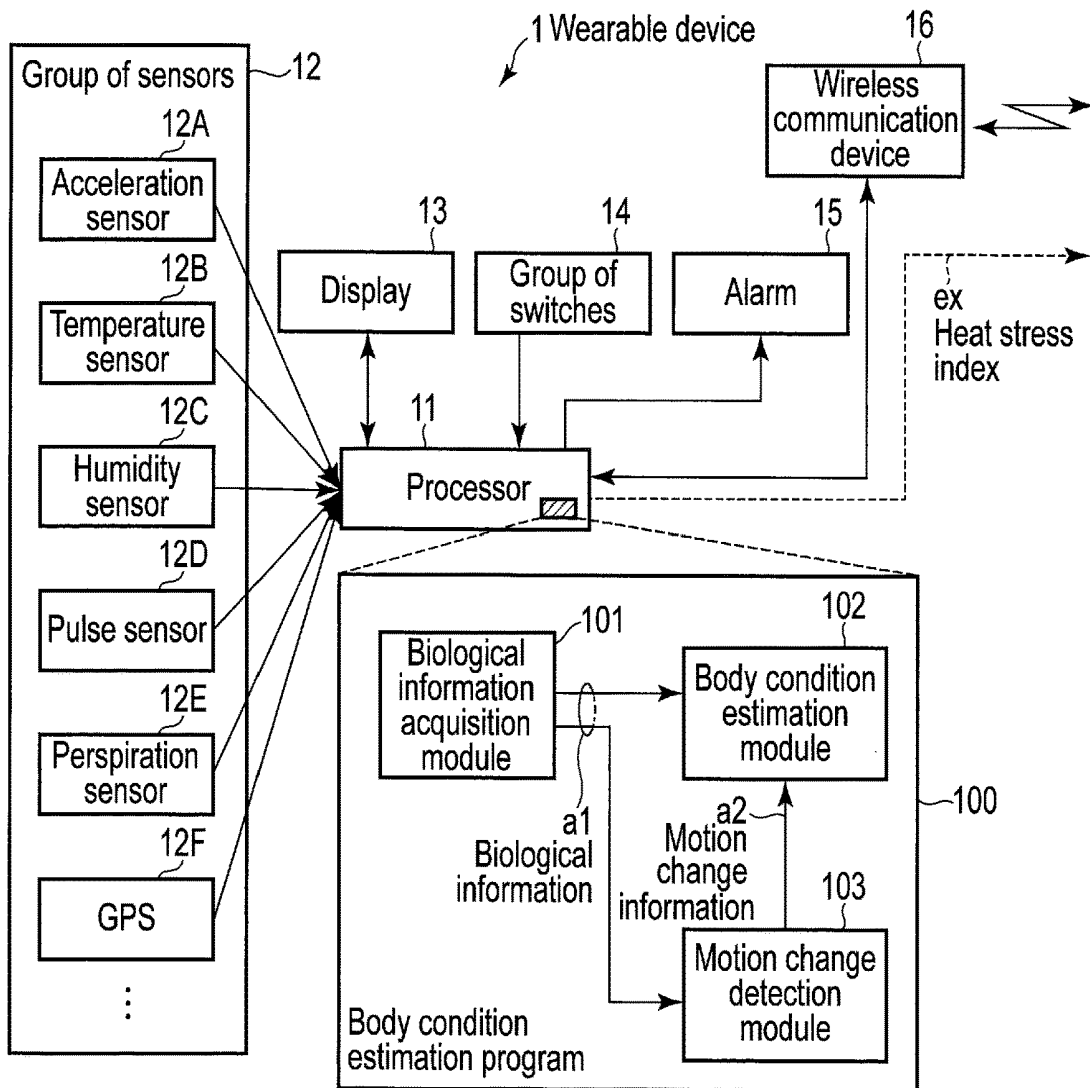 1 Wearable device
16
Wireless
communication
device
Group of sensors
12
12A
Acceleration
sensor
12B
Temperature
sensor
12C
Humidity
sensor
12D
Pulse sensor
12E
Perspiration
sensor
12F
GPS
⋮
13
Display
14
Group of
switches
15
Alarm
ex
Heat stress
index
11
Processor
101
Biological
information
acquisition
module
102
Body condition
estimation
module
a1
Biological
information
a2
Motion
change
information
103
Motion change
detection
module
100
Body condition
estimation program